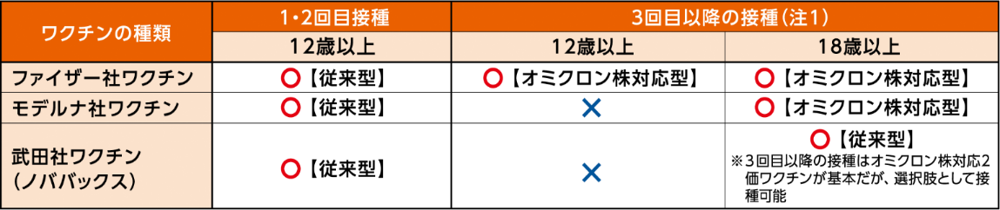 ワクチンの種類
1・2回目接種
3回目以降の接種(注1)
12歳以上
12歳以上
18歳以上
ファイザー社ワクチン
○【従来型】
○【オミクロン株対応型】
○【オミクロン株対応型】
モデルナ社ワクチン
○【従来型】
×
○【オミクロン株対応型】
武田社ワクチン
(ノババックス)
○【従来型】
×
○【従来型】
※3回目以降の接種はオミクロン株対応2
価ワクチンが基本だが、選択肢として接
種可能